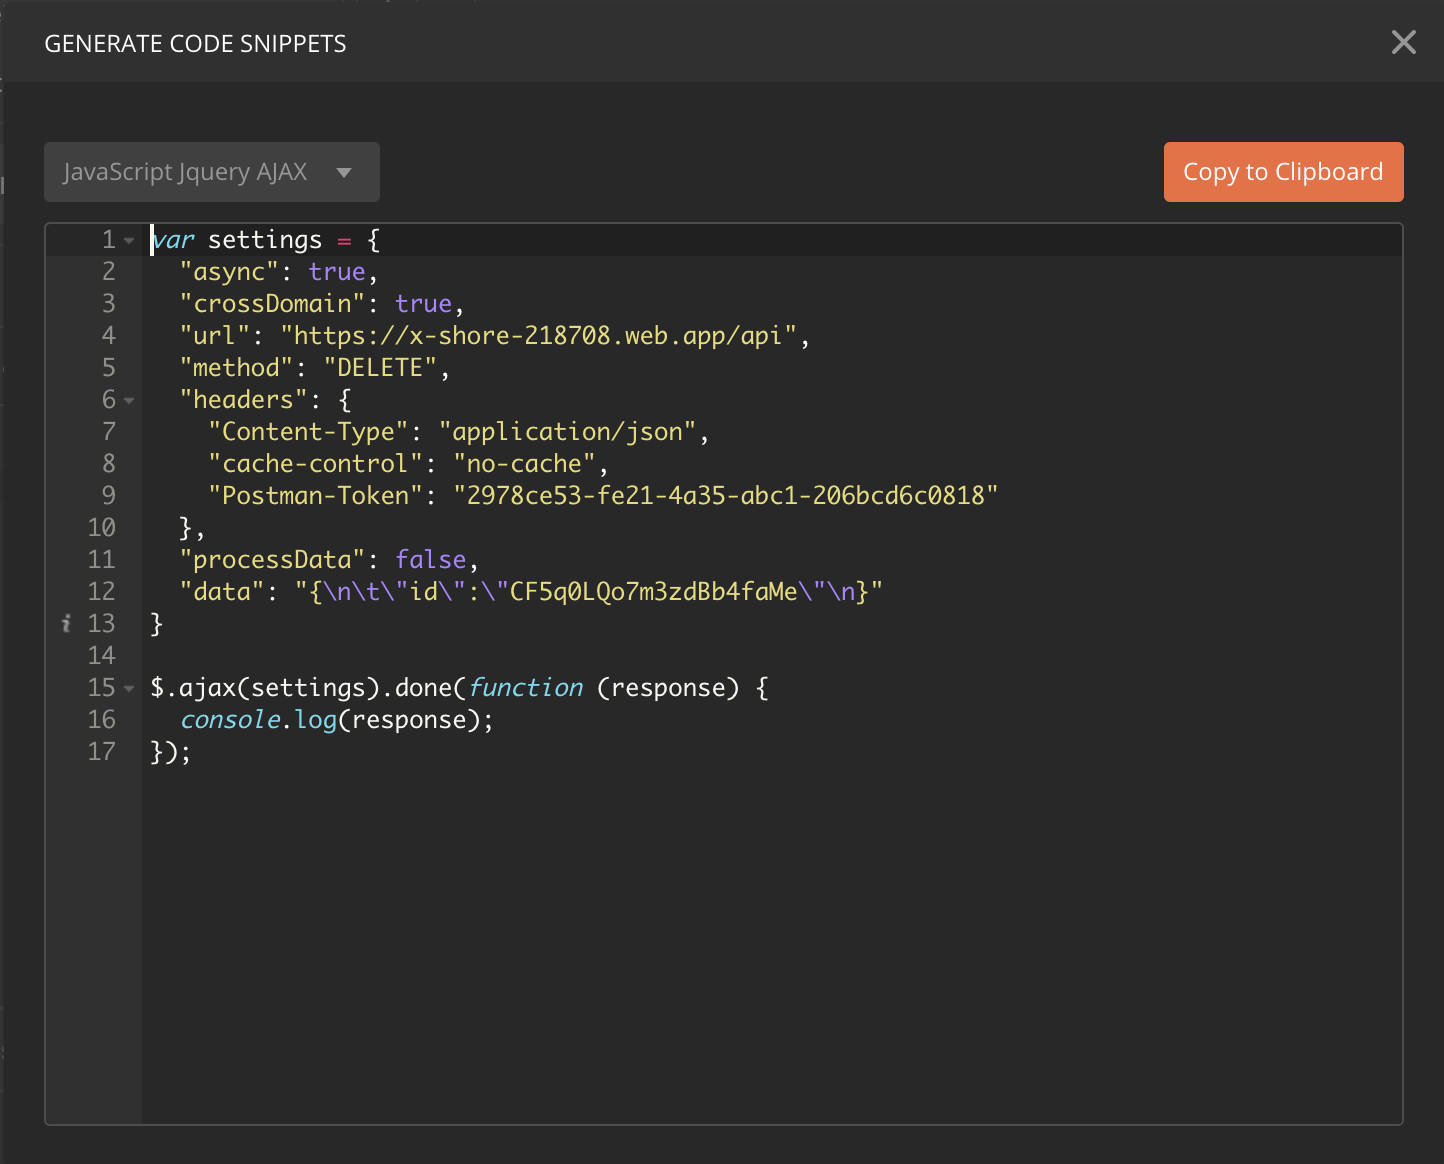 GENERATE CODE SNIPPETS
JavaScript Jquery AJAX
Copy to Clipboard
1 var settings = {
2   "async": true,
3   "crossDomain": true,
4   "url": "https://x-shore-218708.web.app/api",
5   "method": "DELETE",
6   "headers": {
7     "Content-Type": "application/json",
8     "cache-control": "no-cache",
9     "Postman-Token": "2978ce53-fe21-4a35-abc1-206bcd6c0818"
10   },
11   "processData": false,
12   "data": "{\n\t\"id\":\"CF5q0LQo7m3zdBb4faMe\"\n}"
i 13 }
14
15 $.ajax(settings).done(function (response) {
16   console.log(response);
17 });